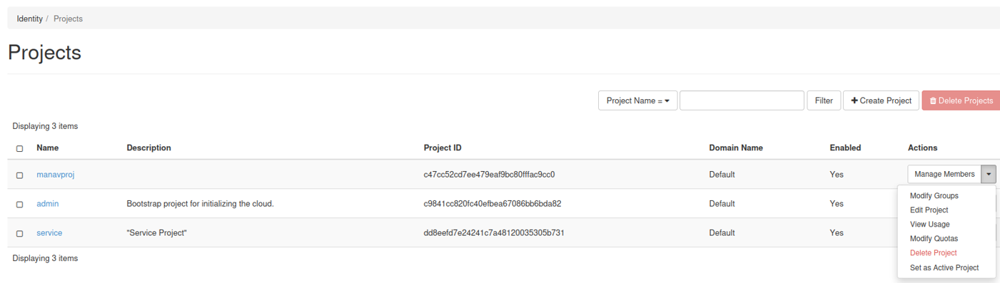 Identity / Projects
Projects
Project Name = Filter Create Project Delete Projects
Displaying 3 items
Name Description Project ID Domain Name Enabled Actions
manavproj c47cc52cd7ee479eaf9bc80fffac9cc0 Default Yes Manage Members
admin Bootstrap project for initializing the cloud. c9841cc820fc40efbea67086bb6bda82 Default Yes
service "Service Project" dd8eefd7e24241c7a48120035305b731 Default Yes
Displaying 3 items
Modify Groups
Edit Project
View Usage
Modify Quotas
Delete Project
Set as Active Project